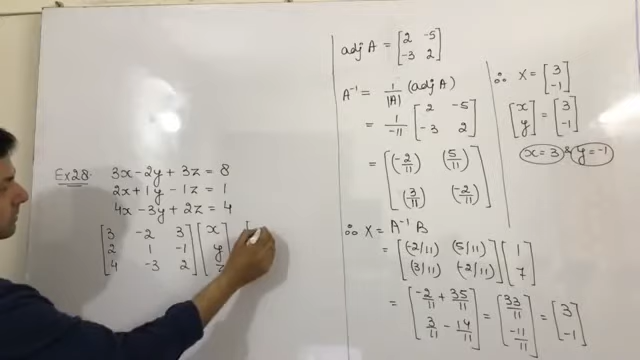 Ex28. 3x - 2y + 3z = 8
2x + 1y - 1z = 1
4x - 3y + 2z = 4
[3 -2 3] [x] [
[2 1 -1] [y]
[4 -3 2] [z]
adj A = [2 -5]
[-3 2]
A⁻¹ = 1/|A| (adj A)
= 1/-11 [2 -5]
[-3 2]
= [(-2/11) (5/11)]
[(3/11) (-2/11)]
∴ X = A⁻¹ B
= [(-2/11) (5/11)] [1]
[(3/11) (-2/11)] [7]
= [-2/11 + 35/11] = [33/11] = [3]
[3/11 - 14/11] [-11/11] [-1]
∴ X = [3]
[-1]
[x] = [3]
[y] [-1]
x = 3 & y = -1